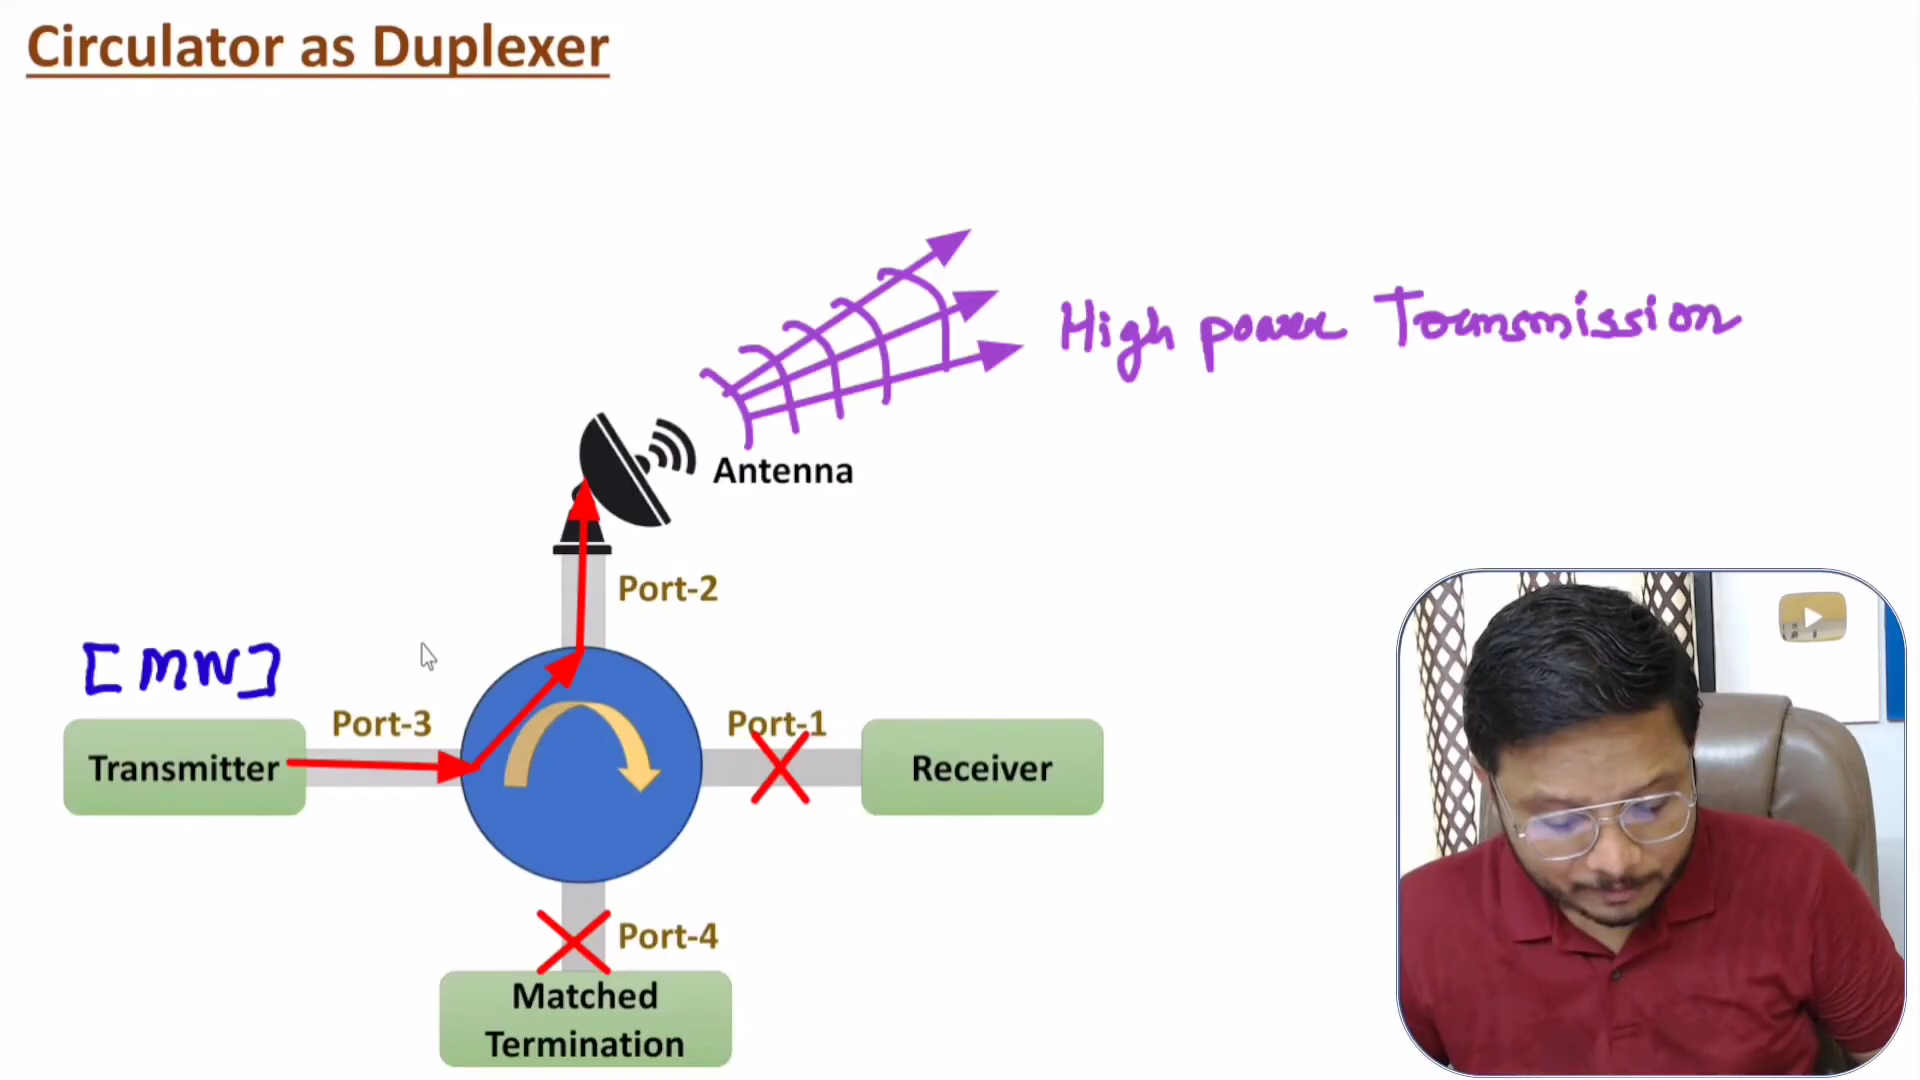 Circulator as Duplexer
High power Transmission
Antenna
Port-2
[MW]
Port-3
Port-1
Transmitter
Receiver
Port-4
Matched
Termination